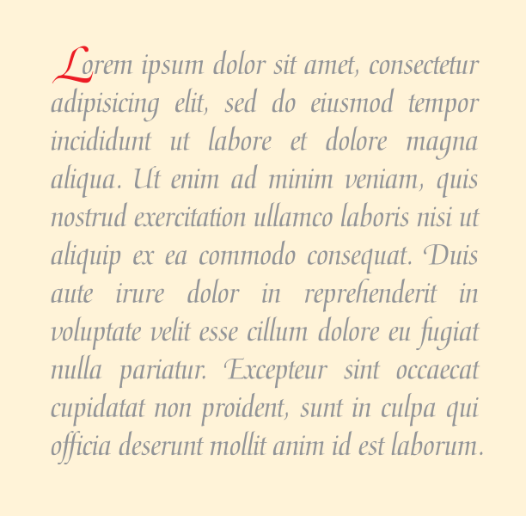 Lorem ipsum dolor sit amet, consectetur
adipisicing elit, sed do eiusmod tempor
incididunt ut labore et dolore magna
aliqua. Ut enim ad minim veniam, quis
nostrud exercitation ullamco laboris nisi ut
aliquip ex ea commodo consequat. Duis
aute irure dolor in reprehenderit in
voluptate velit esse cillum dolore eu fugiat
nulla pariatur. Excepteur sint occaecat
cupidatat non proident, sunt in culpa qui
officia deserunt mollit anim id est laborum.